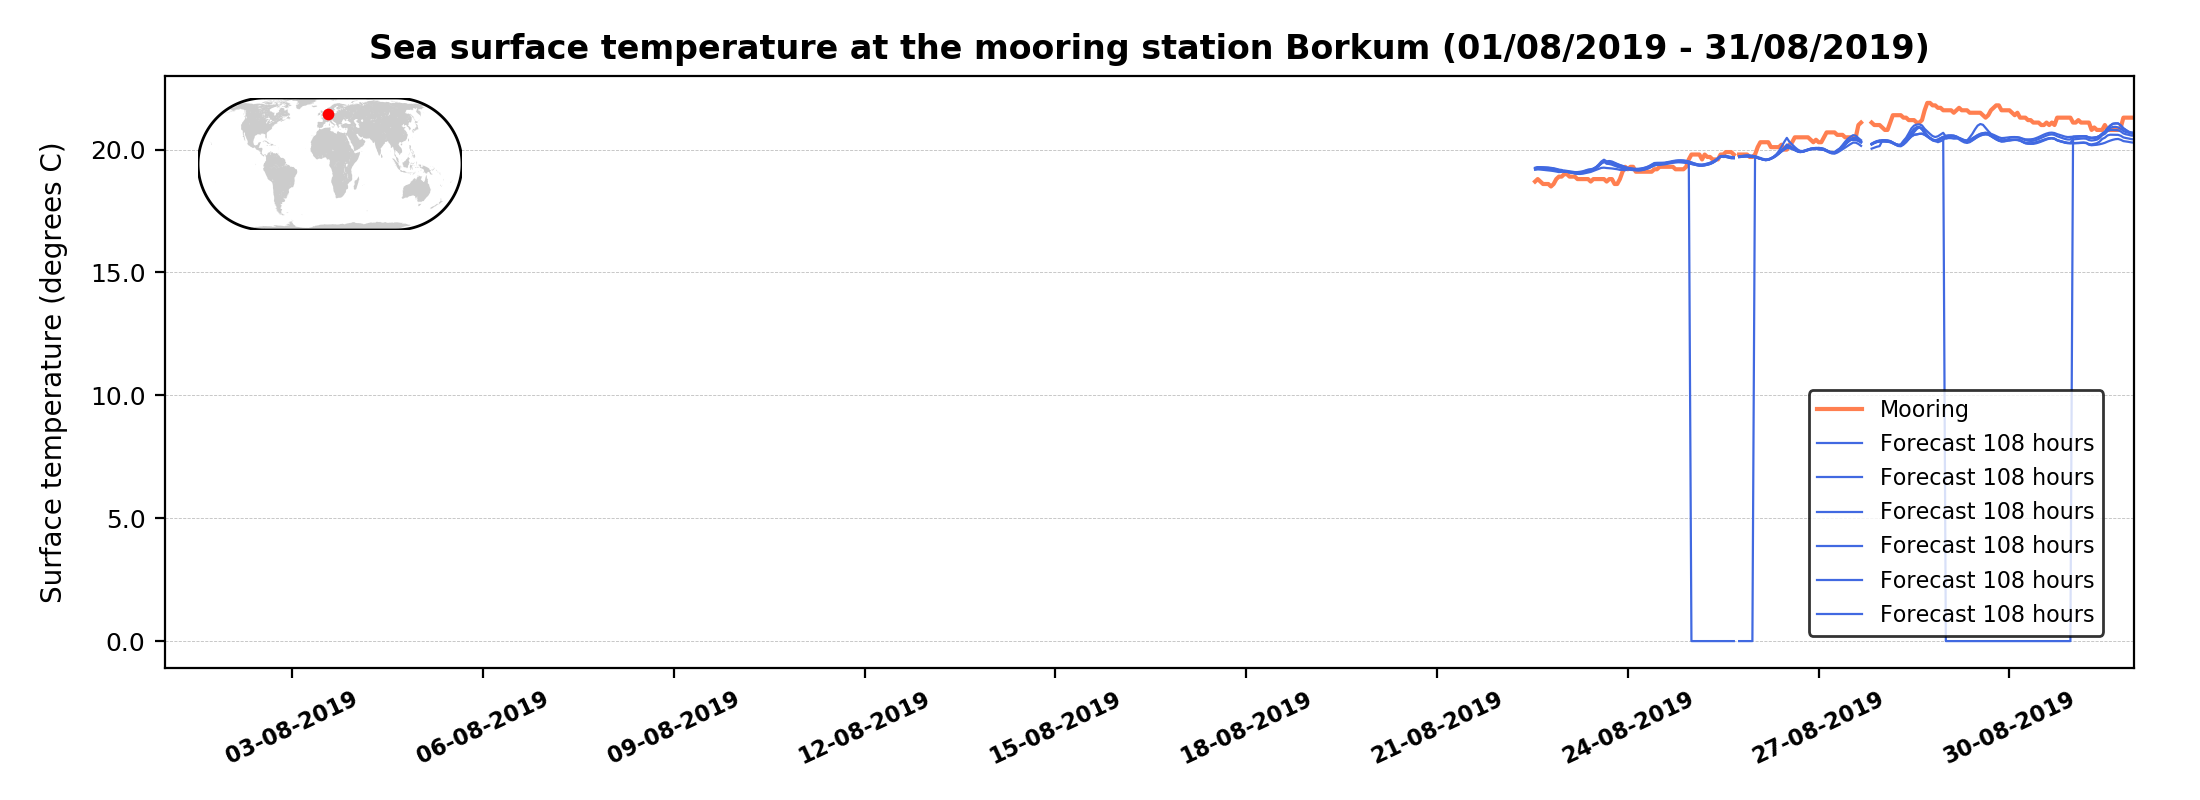 Sea surface temperature at the mooring station Borkum (01/08/2019 - 31/08/2019)
Surface temperature (degrees C)
20.0
15.0
10.0
5.0
0.0
Mooring
Forecast 108 hours
Forecast 108 hours
Forecast 108 hours
Forecast 108 hours
Forecast 108 hours
Forecast 108 hours
03-08-2019
06-08-2019
09-08-2019
12-08-2019
15-08-2019
18-08-2019
21-08-2019
24-08-2019
27-08-2019
30-08-2019